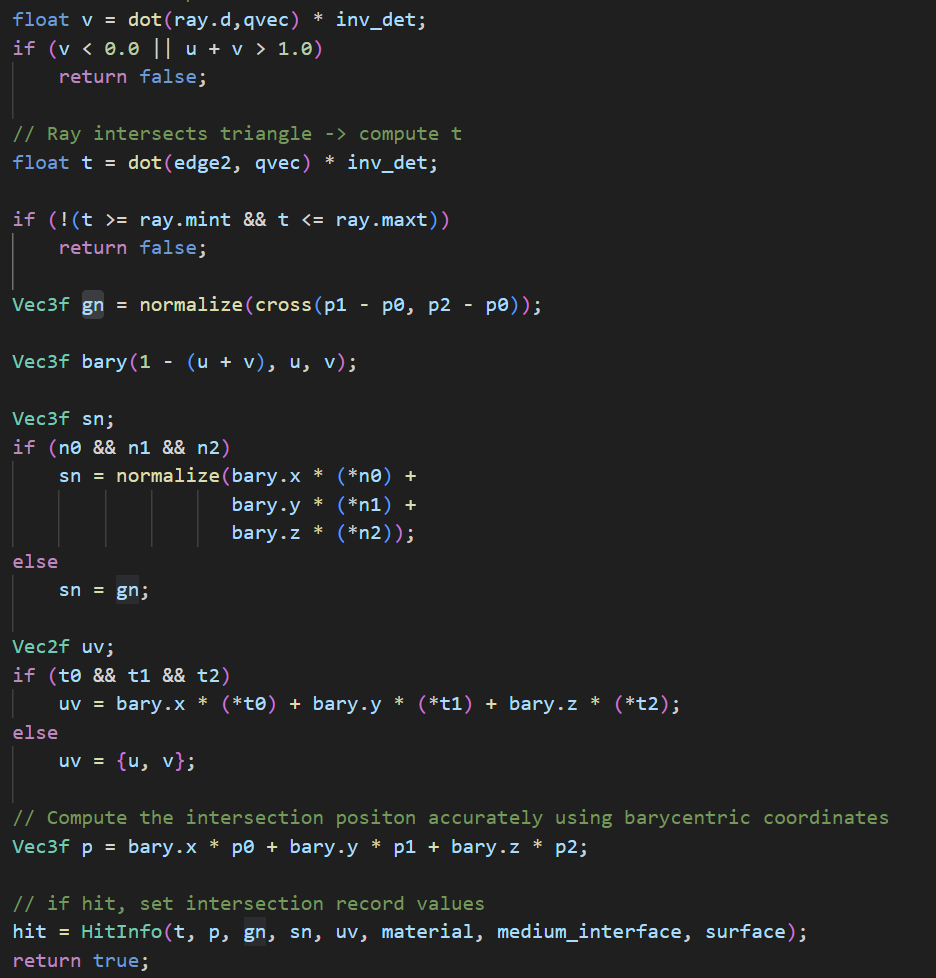 float v = dot(ray.d,qvec) * inv_det;
if (v < 0.0 || u + v > 1.0)
    return false;
// Ray intersects triangle -> compute t
float t = dot(edge2, qvec) * inv_det;
if (!(t >= ray.mint && t <= ray.maxt))
    return false;
Vec3f gn = normalize(cross(p1 - p0, p2 - p0));
Vec3f bary(1 - (u + v), u, v);
Vec3f sn;
if (n0 && n1 && n2)
    sn = normalize(bary.x * (*n0) +
                   bary.y * (*n1) +
                   bary.z * (*n2));
else
    sn = gn;
Vec2f uv;
if (t0 && t1 && t2)
    uv = bary.x * (*t0) + bary.y * (*t1) + bary.z * (*t2);
else
    uv = {u, v};
// Compute the intersection positon accurately using barycentric coordinates
Vec3f p = bary.x * p0 + bary.y * p1 + bary.z * p2;
// if hit, set intersection record values
hit = HitInfo(t, p, gn, sn, uv, material, medium_interface, surface);
return true;